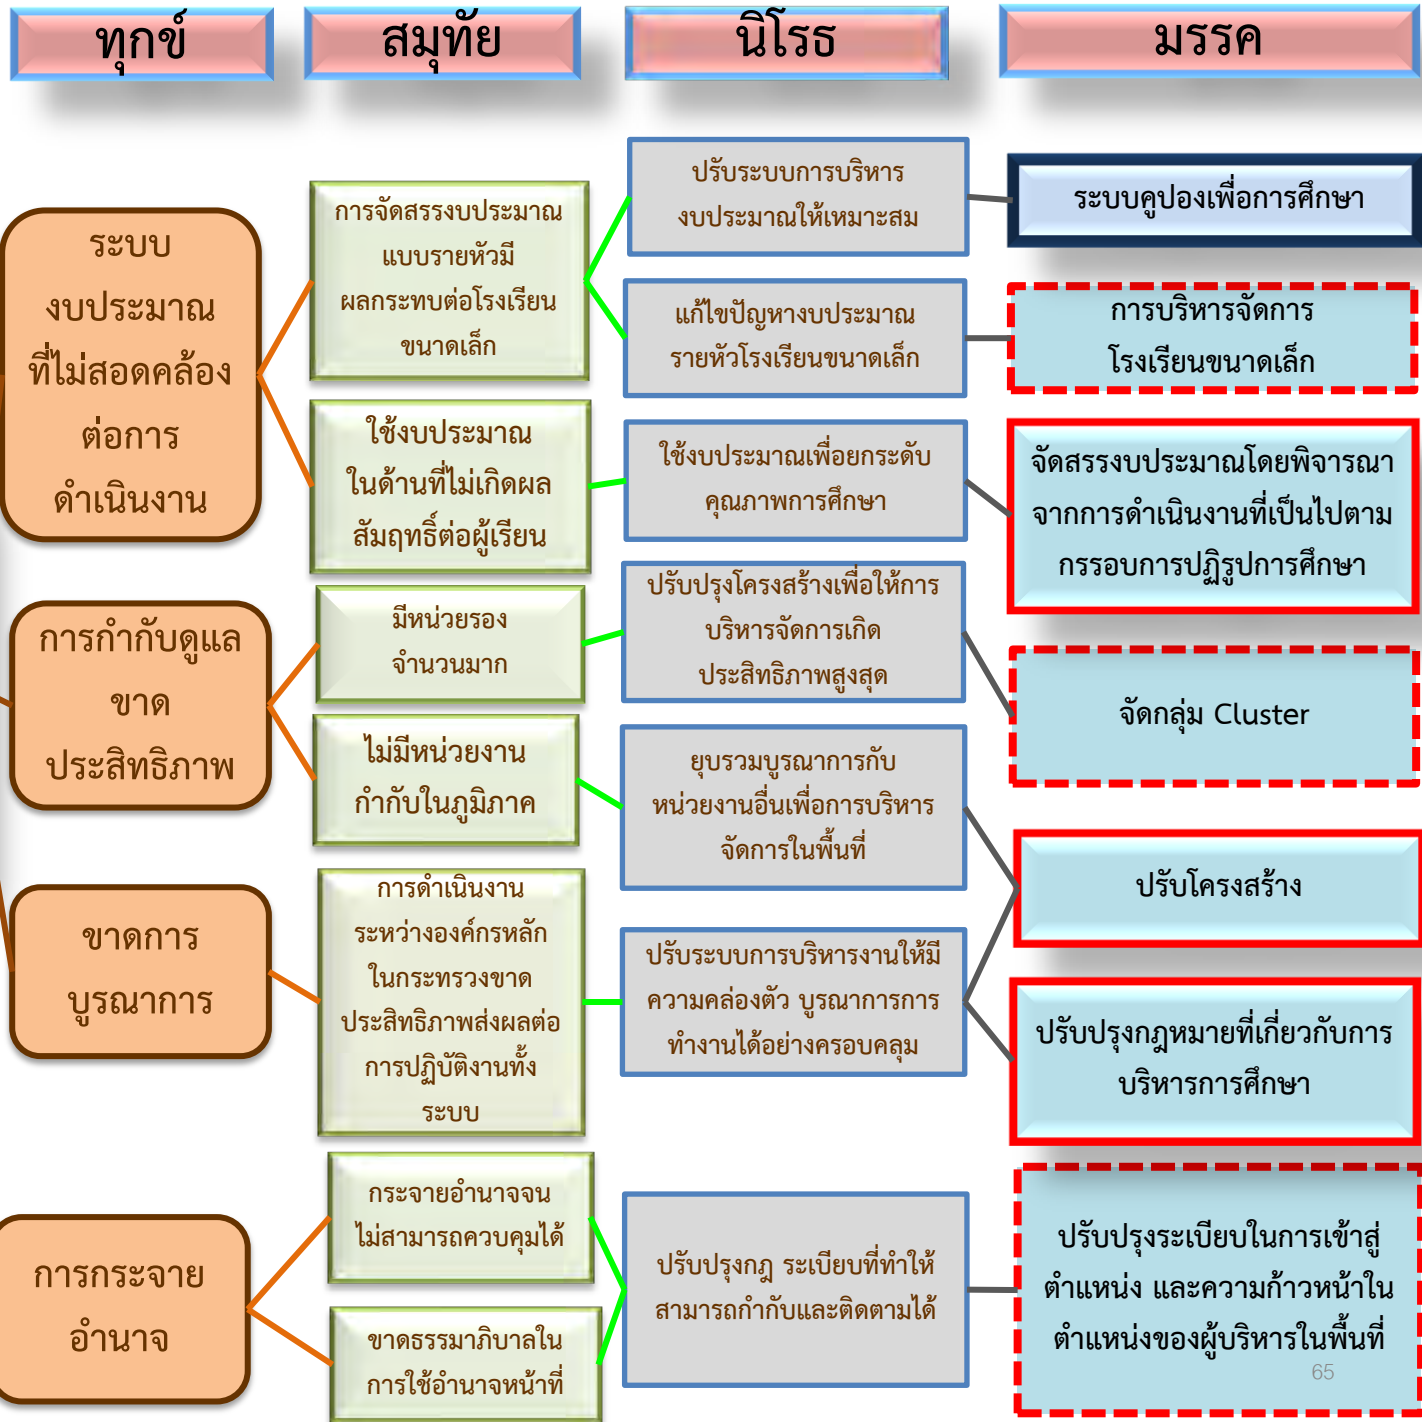 ทุกข์
สมุทัย
นิโรธ
มรรค
ระบบ
งบประมาณ
ที่ไม่สอดคล้อง
ต่อการ
ดำเนินงาน
การกำกับดูแล
ขาด
ประสิทธิภาพ
ขาดการ
บูรณาการ
การกระจาย
อำนาจ
การจัดสรรงบประมาณ
แบบรายหัวมี
ผลกระทบต่อโรงเรียน
ขนาดเล็ก
ใช้งบประมาณ
ในด้านที่ไม่เกิดผล
สัมฤทธิ์ต่อผู้เรียน
มีหน่วยรอง
จำนวนมาก
ไม่มีหน่วยงาน
กำกับในภูมิภาค
การดำเนินงาน
ระหว่างองค์กรหลัก
ในกระทรวงขาด
ประสิทธิภาพส่งผลต่อ
การปฏิบัติงานทั้ง
ระบบ
กระจายอำนาจจน
ไม่สามารถควบคุมได้
ขาดธรรมาภิบาลใน
การใช้อำนาจหน้าที่
ปรับระบบการบริหาร
งบประมาณให้เหมาะสม
แก้ไขปัญหางบประมาณ
รายหัวโรงเรียนขนาดเล็ก
ใช้งบประมาณเพื่อยกระดับ
คุณภาพการศึกษา
ปรับปรุงโครงสร้างเพื่อให้การ
บริหารจัดการเกิด
ประสิทธิภาพสูงสุด
ยุบรวมบูรณาการกับ
หน่วยงานอื่นเพื่อการบริหาร
จัดการในพื้นที่
ปรับระบบการบริหารงานให้มี
ความคล่องตัว บูรณาการการ
ทำงานได้อย่างครอบคลุม
ปรับปรุงกฎ ระเบียบที่ทำให้
สามารถกำกับและติดตามได้
ระบบคูปองเพื่อการศึกษา
การบริหารจัดการ
โรงเรียนขนาดเล็ก
จัดสรรงบประมาณโดยพิจารณา
จากการดำเนินงานที่เป็นไปตาม
กรรอบการปฏิรูปการศึกษา
จัดกลุ่ม Cluster
ปรับโครงสร้าง
ปรับปรุงกฎหมายที่เกี่ยวกับการ
บริหารการศึกษา
ปรับปรุงระเบียบในการเข้าสู่
ตำแหน่ง และความก้าวหน้าใน
ตำแหน่งของผู้บริหารในพื้นที่
65